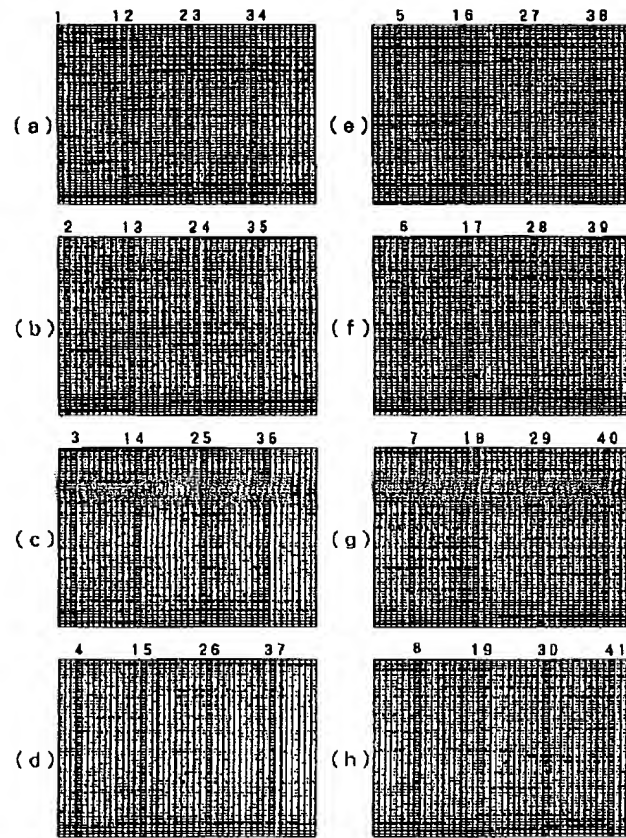 1 12 23 34
(a)
5 16 27 38
(e)
2 13 24 35
(b)
6 17 28 39
(f)
3 14 25 36
(c)
7 18 29 40
(g)
4 15 26 37
(d)
8 19 30 41
(h)